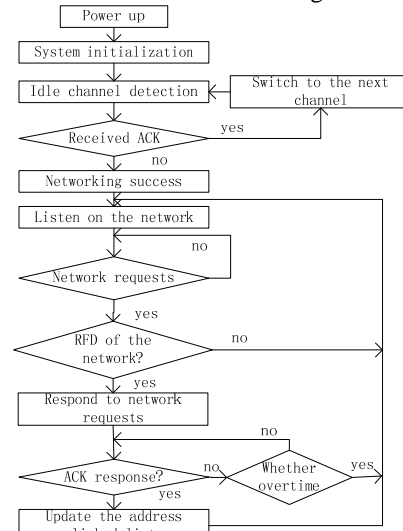 Power up
System initialization
Idle channel detection
Switch to the next
channel
Received ACK
yes
no
Networking success
Listen on the network
no
Network requests
yes
RFD of the
network?
no
yes
Respond to network
requests
no
ACK response?
no
Whether
overtime
yes
yes
Update the address